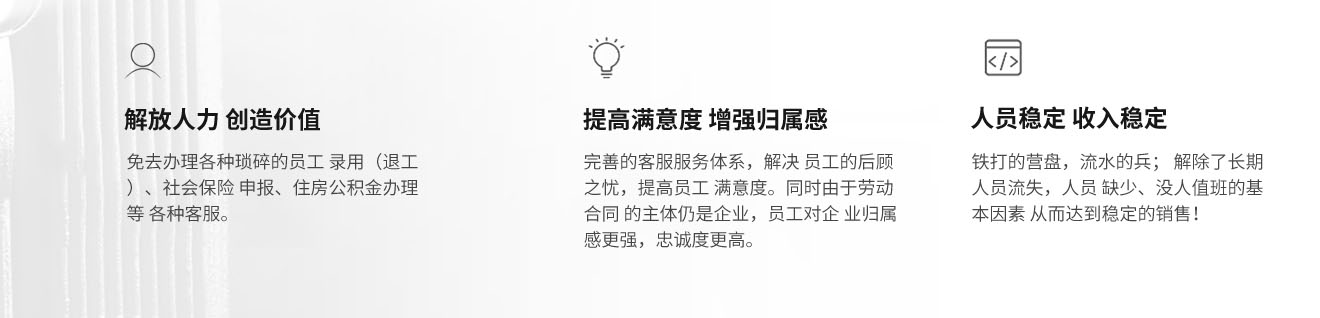 解放人力 创造价值
免去办理各种琐碎的员工 录用（退工
）、社会保险 申报、住房公积金办理
等 各种客服。
提高满意度 增强归属感
完善的客服服务体系，解决 员工的后顾
之忧，提高员工 满意度。同时由于劳动
合同 的主体仍是企业，员工对企 业归属
感更强，忠诚度更高。
人员稳定 收入稳定
铁打的营盘，流水的兵； 解除了长期
人员流失，人员 缺少、没人值班的基
本因素 从而达到稳定的销售！